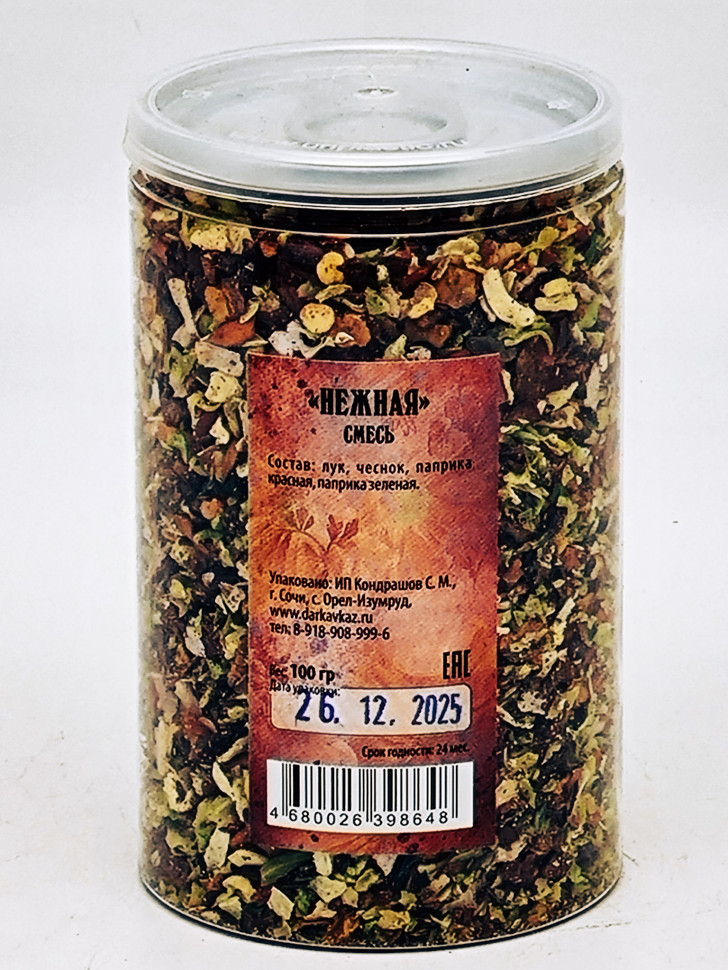 «НЕЖНАЯ»
СМЕСЬ
Состав: лук, чеснок, паприка
красная, паприка зеленая.
Упаковано: ИП Кондрашов С. М.,
г. Сочи, с. Орел-Изумруд,
www.darkavkaz.ru
тел: 8-918-908-999-6
Вес: 100 гр
EAC
Дата упаковки:
26. 12. 2025
Срок годности: 24 мес.
4 680026 398648